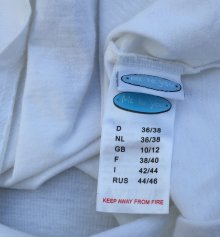 D 36/38
NL 36/38
GB 10/12
F 38/40
I 42/44
RUS 44/46
KEEP AWAY FROM FIRE